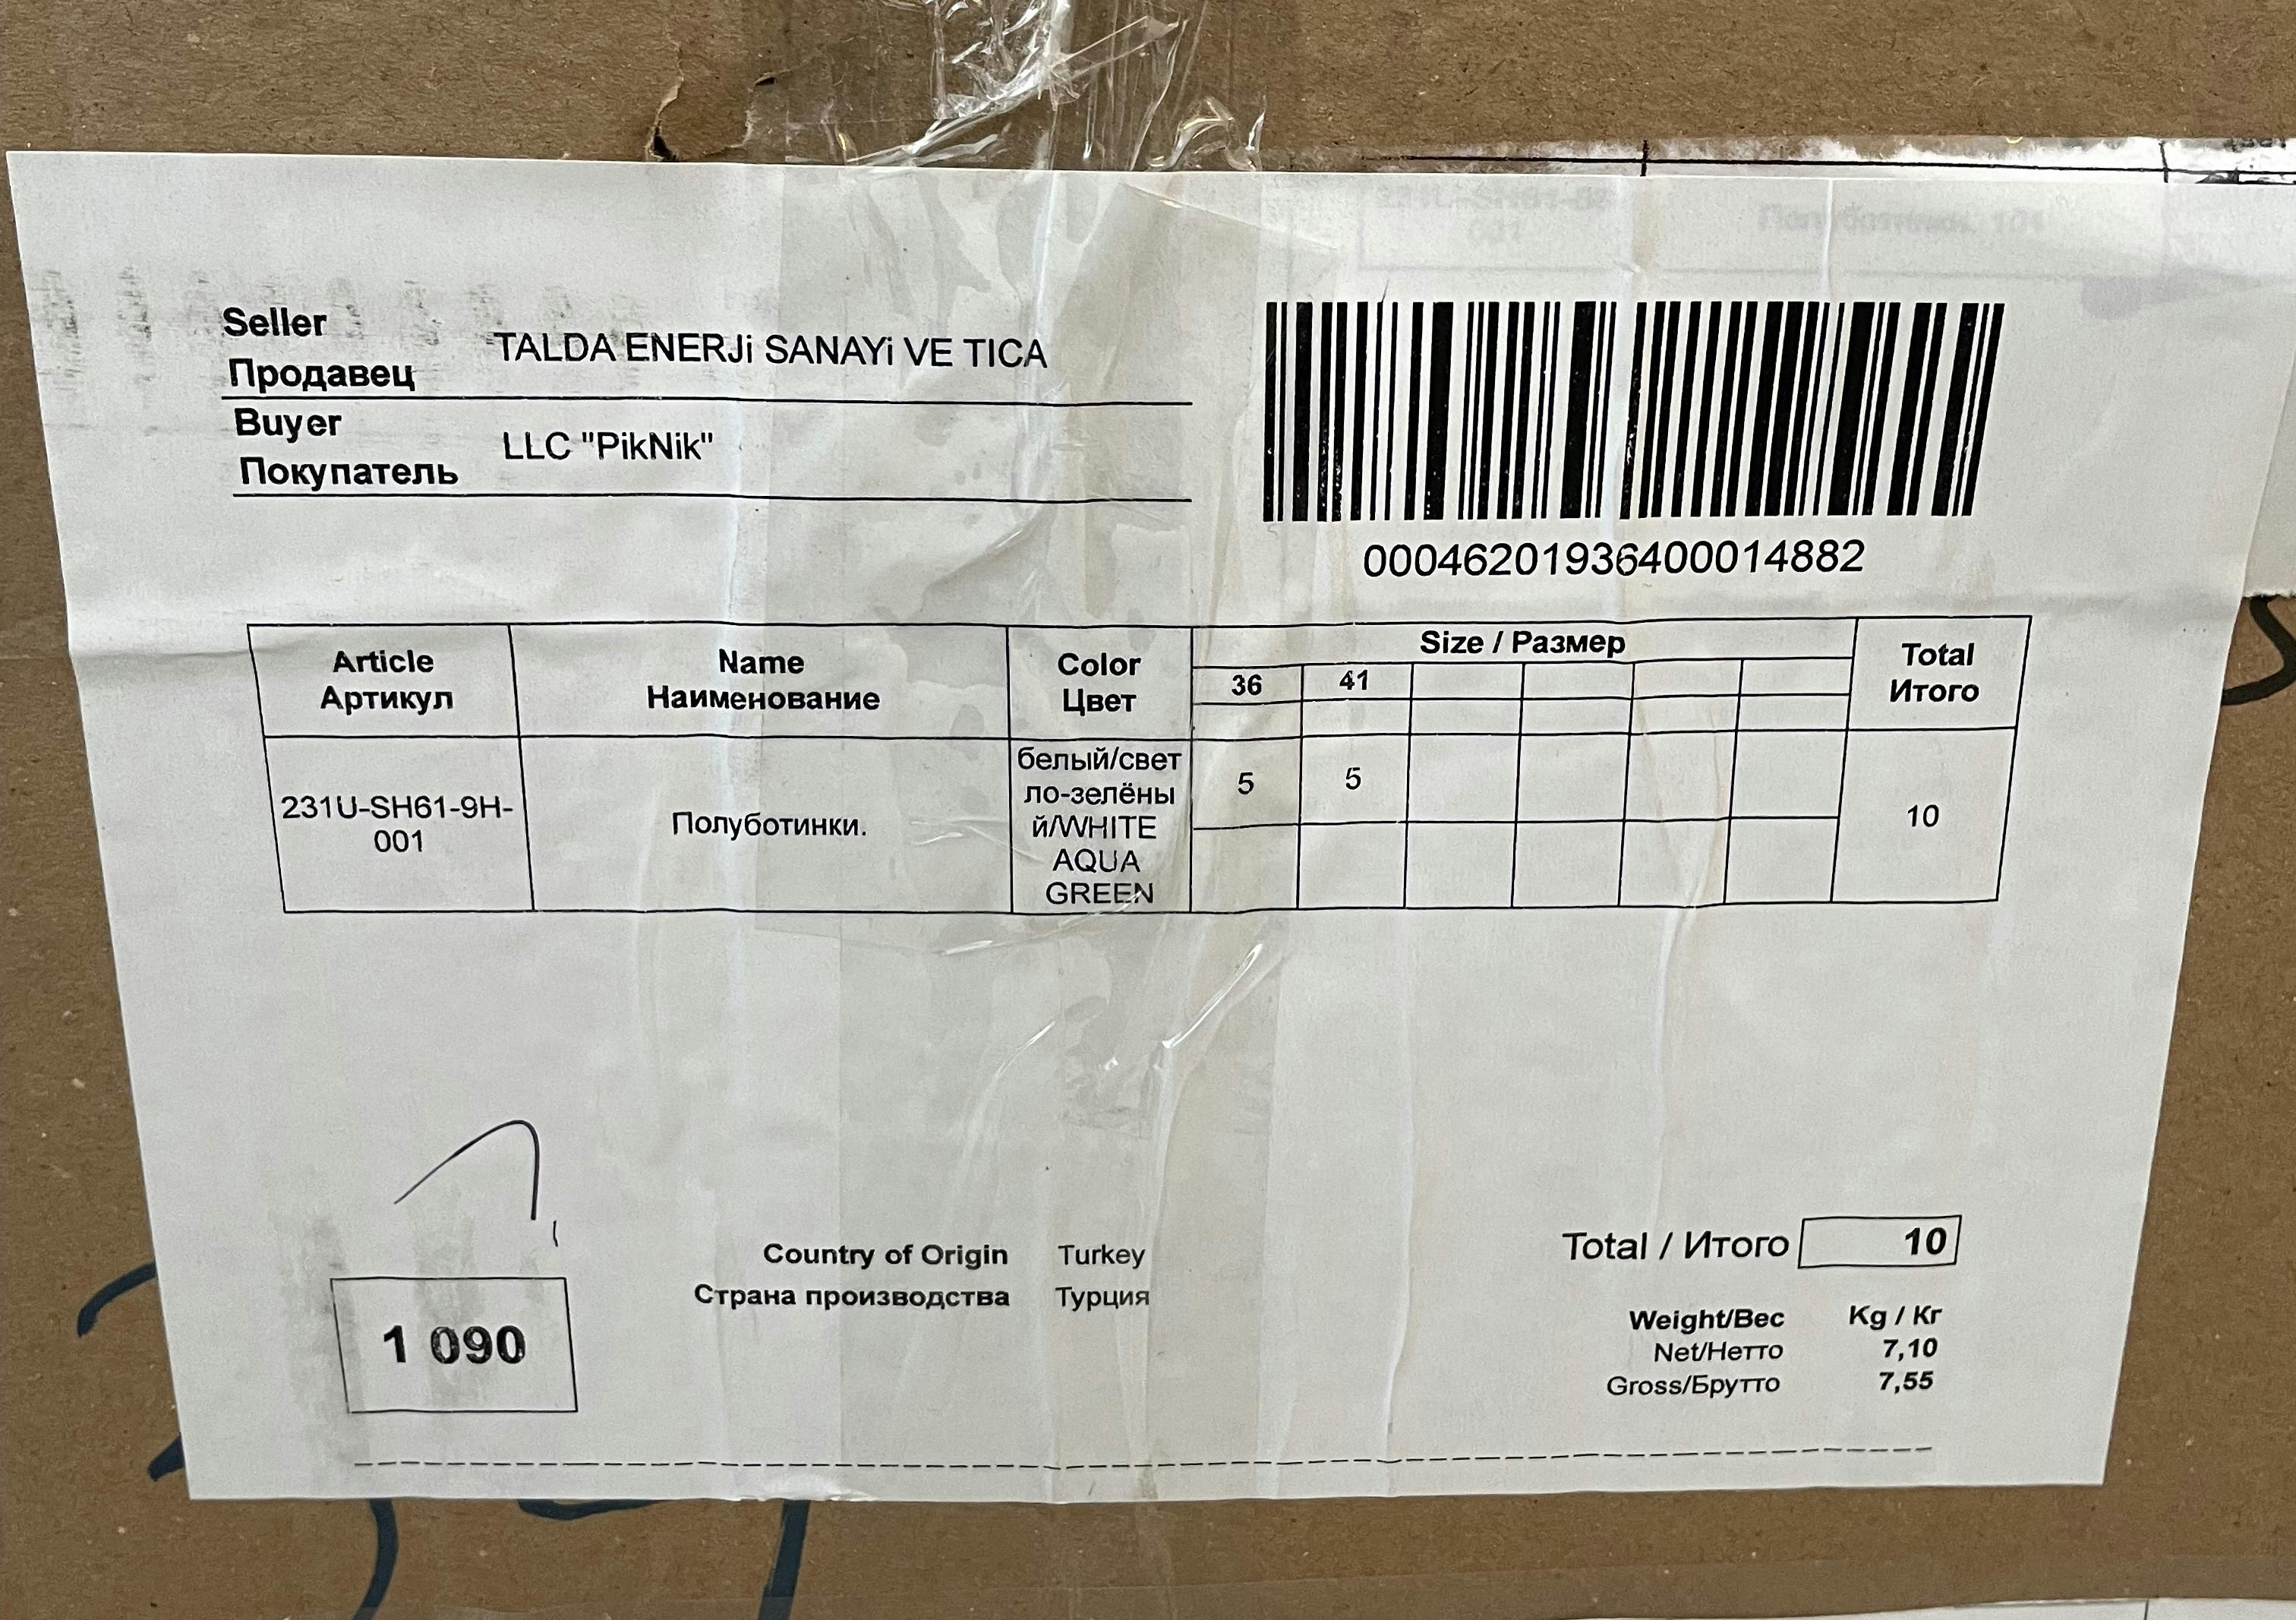 Seller
Продавец
TALDA ENERJi SANAYi VE TICA
Buyer
Покупатель
LLC "PikNik"
00046201936400014882
Article
Артикул
Name
Наименование
Color
Цвет
Size / Размер
36 41
Total
Итого
231U-SH61-9H-
001
Полуботинки.
белый/свет
ло-зелёны
й/WHITE
AQUA
GREEN
5 5
10
1 090
Country of Origin Turkey
Страна производства Турция
Total / Итого 10
Weight/Вес Kg / Кг
Net/Нетто 7,10
Gross/Брутто 7,55